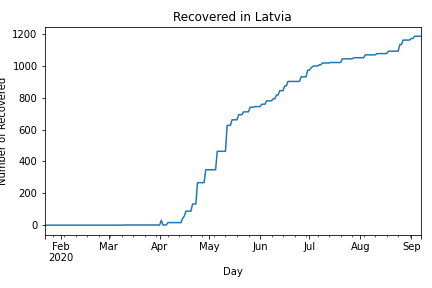 Recovered in Latvia
Number of Recovered
1200
1000
800
600
400
200
0
Feb
2020
Mar
Apr
May
Jun
Jul
Aug
Sep
Day